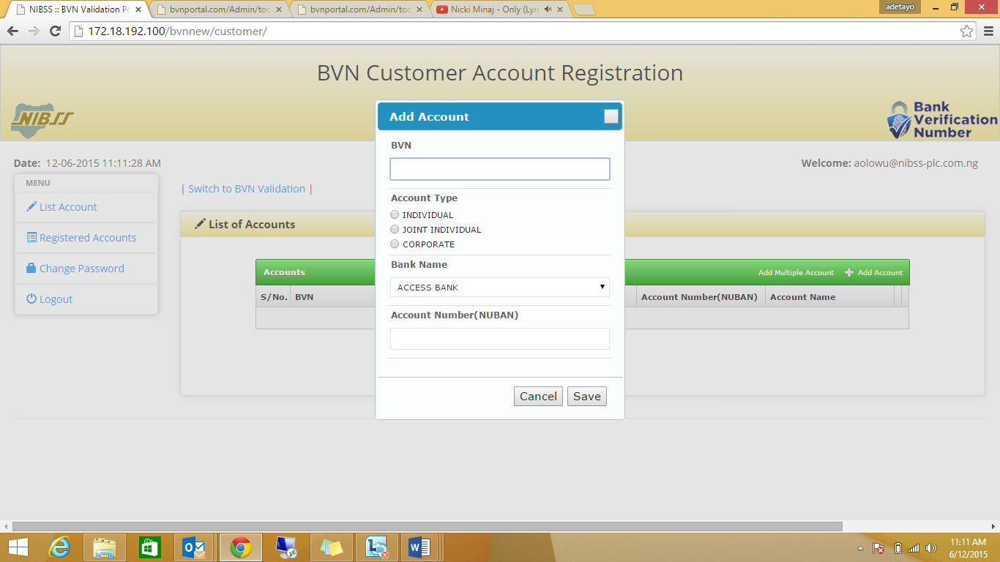 NIBSS :: BVN Validation Po
bvnportal.com/Admin/too
bvnportal.com/Admin/too
Nicki Minaj - Only (Lyri
adetayo
172.18.192.100/bvnnew/customer/
BVN Customer Account Registration
NIBSS
Bank
Verification
Number
Date: 12-06-2015 11:11:28 AM
Welcome: aolowu@nibss-plc.com.ng
MENU
List Account
Registered Accounts
Change Password
Logout
| Switch to BVN Validation |
List of Accounts
Accounts
Add Multiple Account
Add Account
S/No.
BVN
Account Number(NUBAN)
Account Name
Add Account
BVN
Account Type
INDIVIDUAL
JOINT INDIVIDUAL
CORPORATE
Bank Name
ACCESS BANK
Account Number(NUBAN)
Cancel
Save
11:11 AM
6/12/2015